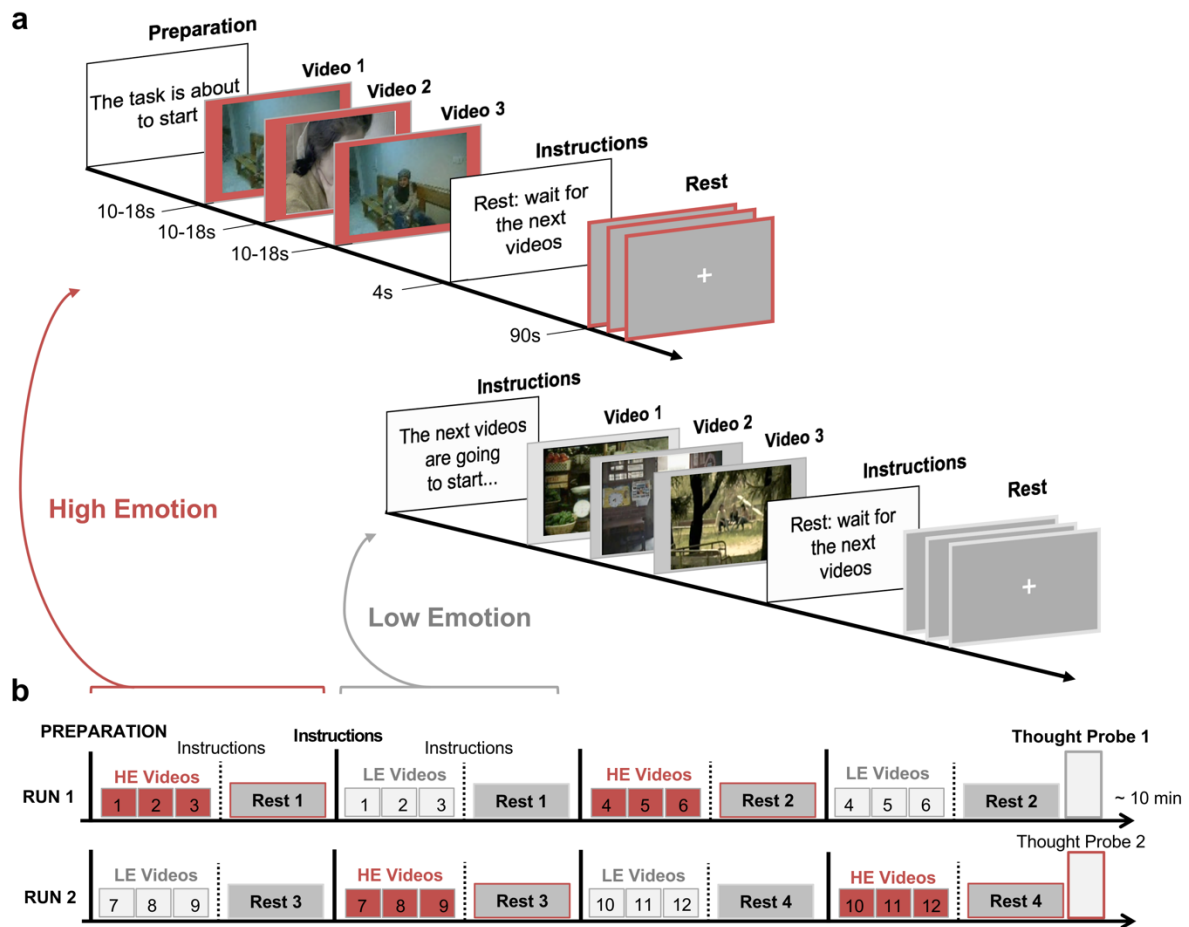 a
Preparation
The task is about
to start
Video 1
Video 2
Video 3
Instructions
Rest: wait for
the next
videos
Rest
10-18s
10-18s
10-18s
4s
90s
High Emotion
Instructions
The next videos
are going
to start...
Video 1
Video 2
Video 3
Instructions
Rest: wait for
the next
videos
Rest
Low Emotion
b
PREPARATION
Instructions
Instructions
Instructions
Thought Probe 1
HE Videos
LE Videos
HE Videos
LE Videos
RUN 1
1 2 3 Rest 1 1 2 3 Rest 1 4 5 6 Rest 2 4 5 6 Rest 2
~ 10 min
Thought Probe 2
LE Videos
HE Videos
LE Videos
HE Videos
RUN 2
7 8 9 Rest 3 7 8 9 Rest 3 10 11 12 Rest 4 10 11 12 Rest 4